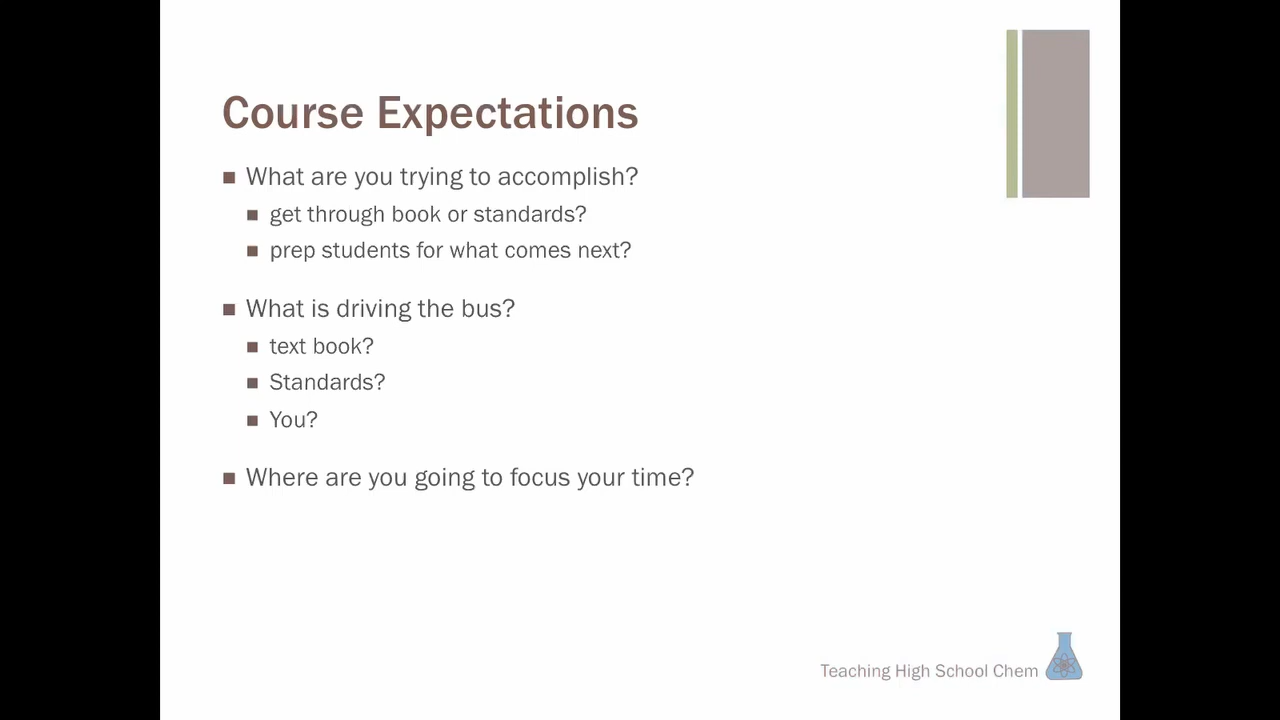 Course Expectations
What are you trying to accomplish?
get through book or standards?
prep students for what comes next?
What is driving the bus?
text book?
Standards?
You?
Where are you going to focus your time?
Teaching High School Chem